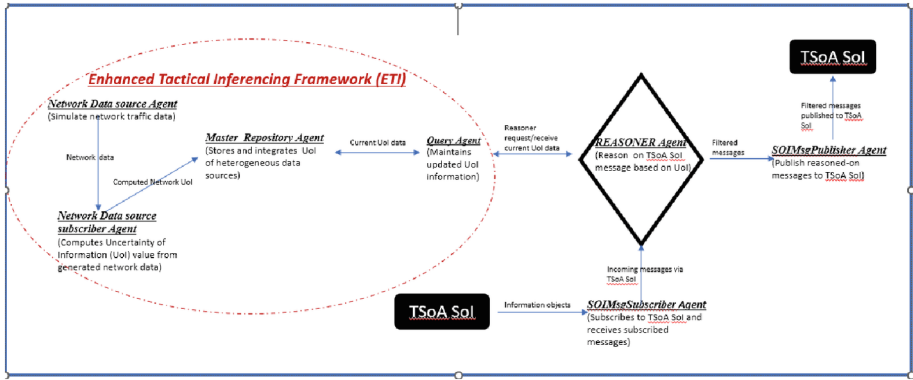 TSoA SoI
Enhanced Tactical Inferencing Framework (ETI)
Network Data source Agent
(Simulate network traffic data)
Network data
Master Repository Agent
(Stores and integrates UoI
of heterogeneous data
sources)
Computed Network UoI
Network Data source
subscriber Agent
(Computes Uncertainty of
Information (UoI) value from
generated network data)
Current UoI data
Query Agent
(Maintains
updated UoI
information)
Reasoner
request/receive
current UoI data
REASONER Agent
(Reason on TSoA SoI
message based on UoI)
Filtered
messages
Filtered messages
published to TSoA
SoI
SOIMsgPublisher Agent
(Publish reasoned-on
messages to TSoA SoI)
Incoming messages via
TSoA SoI
TSoA SoI
Information objects
SOIMsgSubscriber Agent
(Subscribes to TSoA SoI and
receives subscribed
messages)